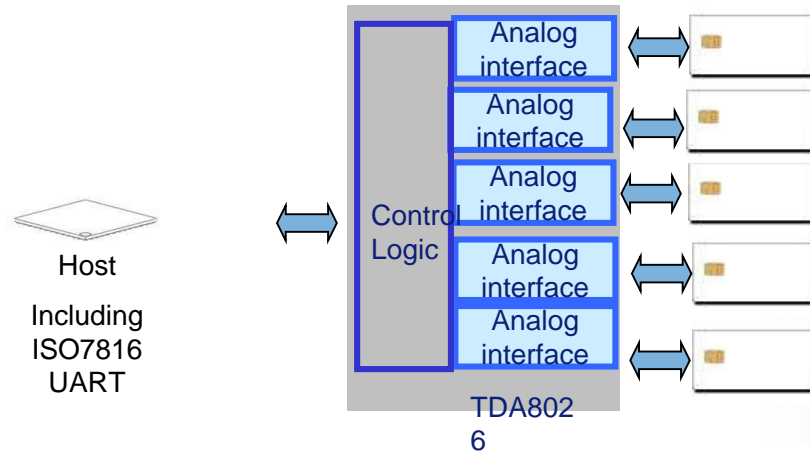 Analog
interface
Analog
interface
Analog
interface
Control
Logic
Analog
interface
Analog
interface
Host
Including
ISO7816
UART
TDA802
6